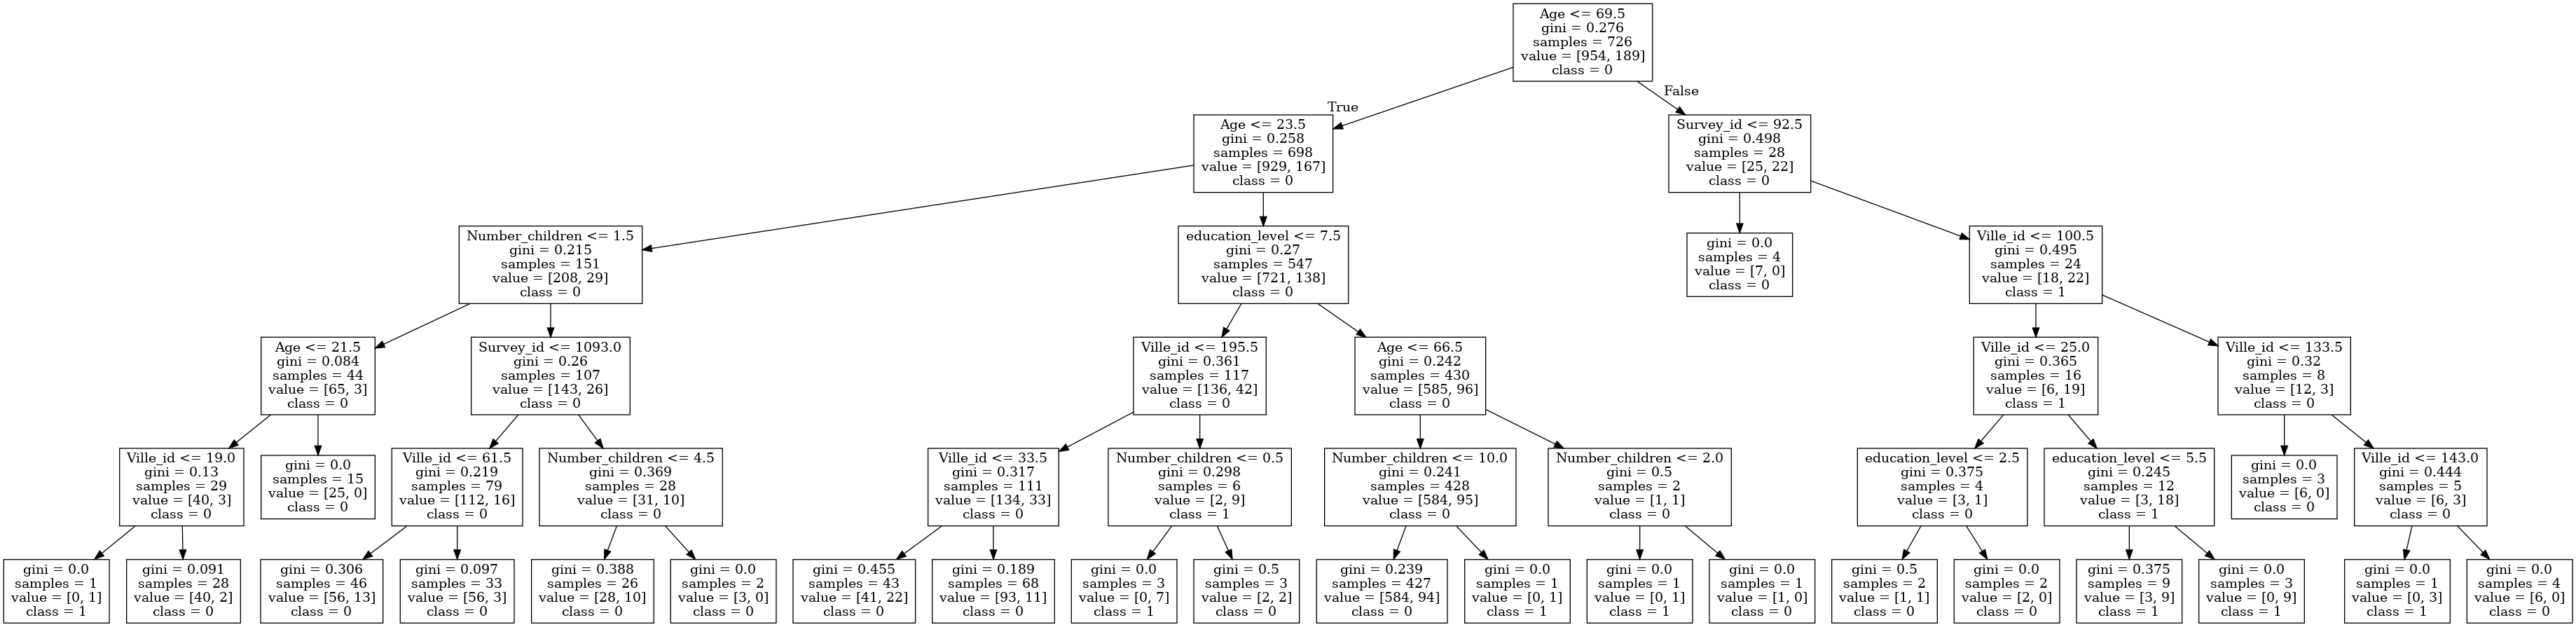 Age <= 69.5
gini = 0.276
samples = 726
value = [954, 189]
class = 0
True
False
Age <= 23.5
gini = 0.258
samples = 698
value = [929, 167]
class = 0
Survey_id <= 92.5
gini = 0.498
samples = 28
value = [25, 22]
class = 0
Number_children <= 1.5
gini = 0.215
samples = 151
value = [208, 29]
class = 0
education_level <= 7.5
gini = 0.27
samples = 547
value = [721, 138]
class = 0
gini = 0.0
samples = 4
value = [7, 0]
class = 0
Ville_id <= 100.5
gini = 0.495
samples = 24
value = [18, 22]
class = 1
Age <= 21.5
gini = 0.084
samples = 44
value = [65, 3]
class = 0
Survey_id <= 1093.0
gini = 0.26
samples = 107
value = [143, 26]
class = 0
Ville_id <= 195.5
gini = 0.361
samples = 117
value = [136, 42]
class = 0
Age <= 66.5
gini = 0.242
samples = 430
value = [585, 96]
class = 0
Ville_id <= 25.0
gini = 0.365
samples = 16
value = [6, 19]
class = 1
Ville_id <= 133.5
gini = 0.32
samples = 8
value = [12, 3]
class = 0
Ville_id <= 19.0
gini = 0.13
samples = 29
value = [40, 3]
class = 0
gini = 0.0
samples = 15
value = [25, 0]
class = 0
Ville_id <= 61.5
gini = 0.219
samples = 79
value = [112, 16]
class = 0
Number_children <= 4.5
gini = 0.369
samples = 28
value = [31, 10]
class = 0
Ville_id <= 33.5
gini = 0.317
samples = 111
value = [134, 33]
class = 0
Number_children <= 0.5
gini = 0.298
samples = 6
value = [2, 9]
class = 1
Number_children <= 10.0
gini = 0.241
samples = 428
value = [584, 95]
class = 0
Number_children <= 2.0
gini = 0.5
samples = 2
value = [1, 1]
class = 0
education_level <= 2.5
gini = 0.375
samples = 4
value = [3, 1]
class = 0
education_level <= 5.5
gini = 0.245
samples = 12
value = [3, 18]
class = 1
gini = 0.0
samples = 3
value = [6, 0]
class = 0
Ville_id <= 143.0
gini = 0.444
samples = 5
value = [6, 3]
class = 0
gini = 0.0
samples = 1
value = [0, 1]
class = 1
gini = 0.091
samples = 28
value = [40, 2]
class = 0
gini = 0.306
samples = 46
value = [56, 13]
class = 0
gini = 0.097
samples = 33
value = [56, 3]
class = 0
gini = 0.388
samples = 26
value = [28, 10]
class = 0
gini = 0.0
samples = 2
value = [3, 0]
class = 0
gini = 0.455
samples = 43
value = [41, 22]
class = 0
gini = 0.189
samples = 68
value = [93, 11]
class = 0
gini = 0.0
samples = 3
value = [0, 7]
class = 1
gini = 0.5
samples = 3
value = [2, 2]
class = 0
gini = 0.239
samples = 427
value = [584, 94]
class = 0
gini = 0.0
samples = 1
value = [0, 1]
class = 1
gini = 0.0
samples = 1
value = [0, 1]
class = 1
gini = 0.0
samples = 1
value = [1, 0]
class = 0
gini = 0.5
samples = 2
value = [1, 1]
class = 0
gini = 0.0
samples = 2
value = [2, 0]
class = 0
gini = 0.375
samples = 9
value = [3, 9]
class = 1
gini = 0.0
samples = 3
value = [0, 9]
class = 1
gini = 0.0
samples = 1
value = [0, 3]
class = 1
gini = 0.0
samples = 4
value = [6, 0]
class = 0